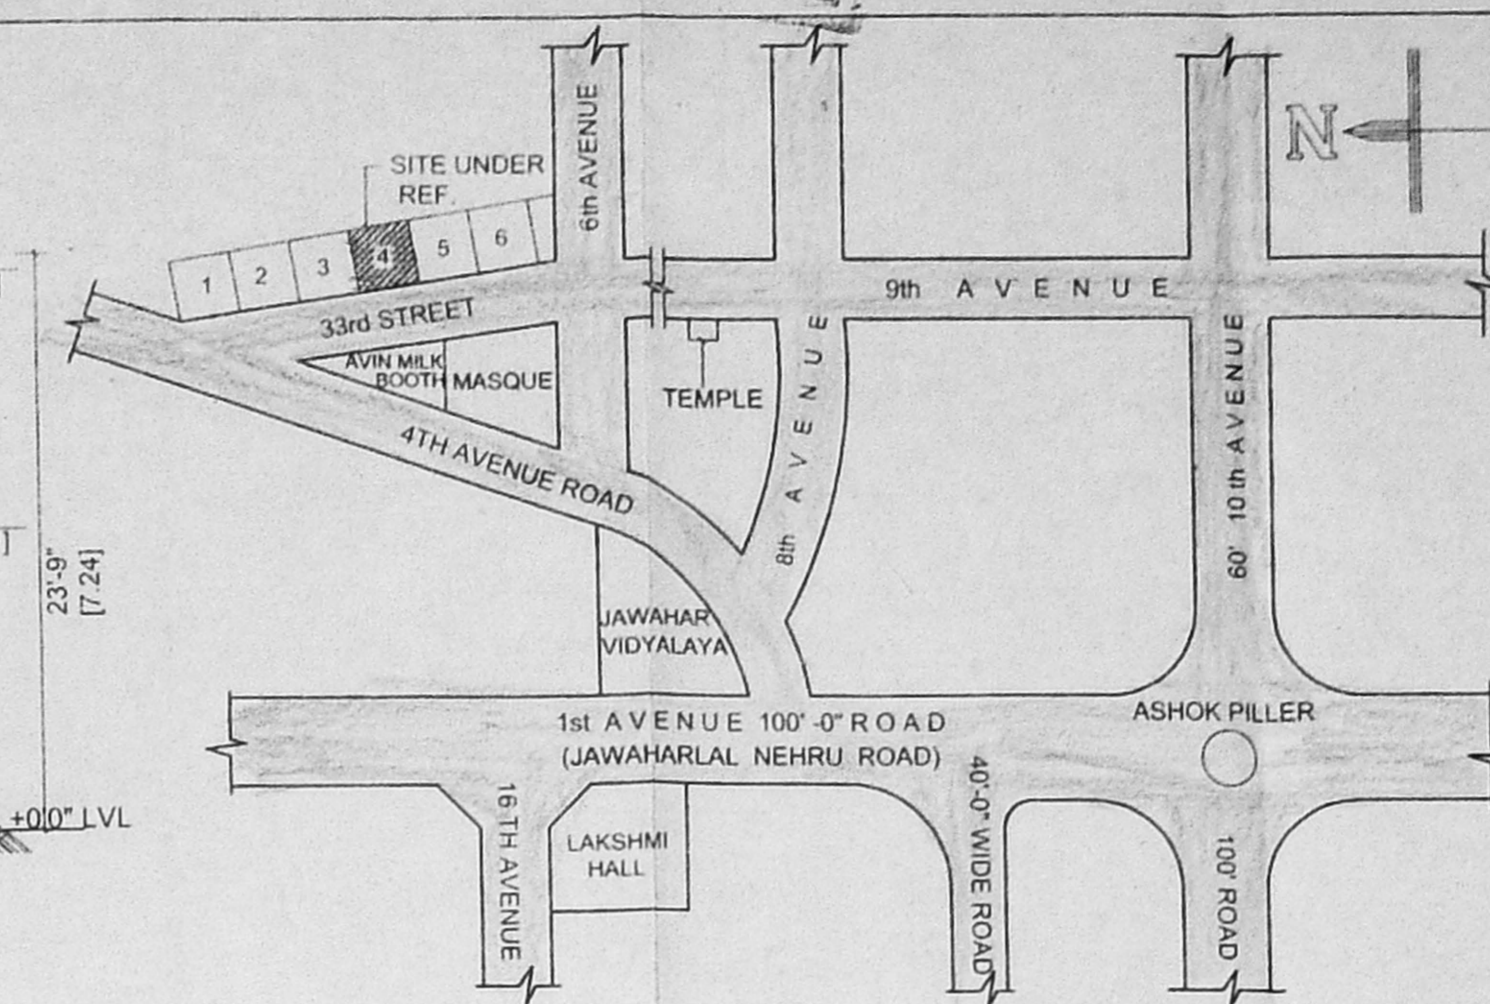 6th AVENUE
N
SITE UNDER
REF.
1
2
3
4
5
6
33rd STREET
9th AVENUE
AVIN MILK
BOOTH
MASQUE
TEMPLE
4TH AVENUE ROAD
8th AVENUE
60' 10th AVENUE
23'-9"
[7.24]
]
JAWAHAR
VIDYALAYA
1st AVENUE 100'-0" ROAD
(JAWAHARLAL NEHRU ROAD)
ASHOK PILLER
+0'0" LVL
16 TH AVENUE
LAKSHMI
HALL
40'-0" WIDE ROAD
100' ROAD